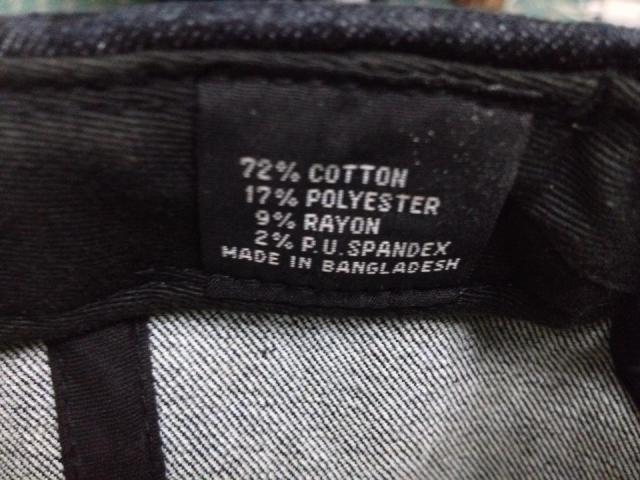 72% COTTON
17% POLYESTER
9% RAYON
2% P.U.SPANDEX
MADE IN BANGLADESH